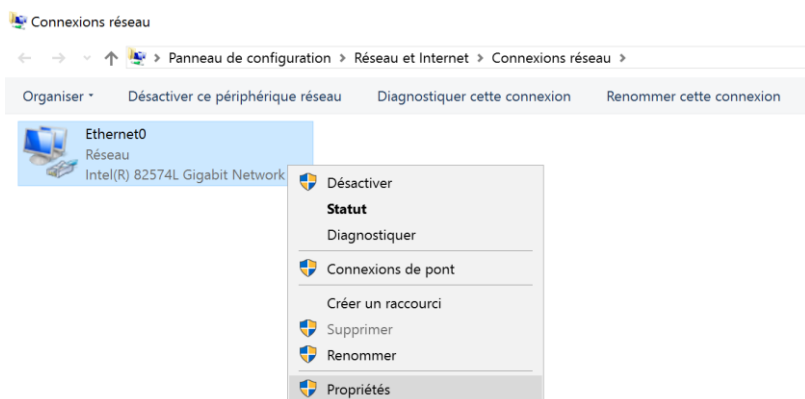 Connexions réseau
Panneau de configuration > Réseau et Internet > Connexions réseau >
Organiser Désactiver ce périphérique réseau Diagnostiquer cette connexion Renommer cette connexion
Ethernet0
Réseau
Intel(R) 82574L Gigabit Network
Désactiver
Statut
Diagnostiquer
Connexions de pont
Créer un raccourci
Supprimer
Renommer
Propriétés